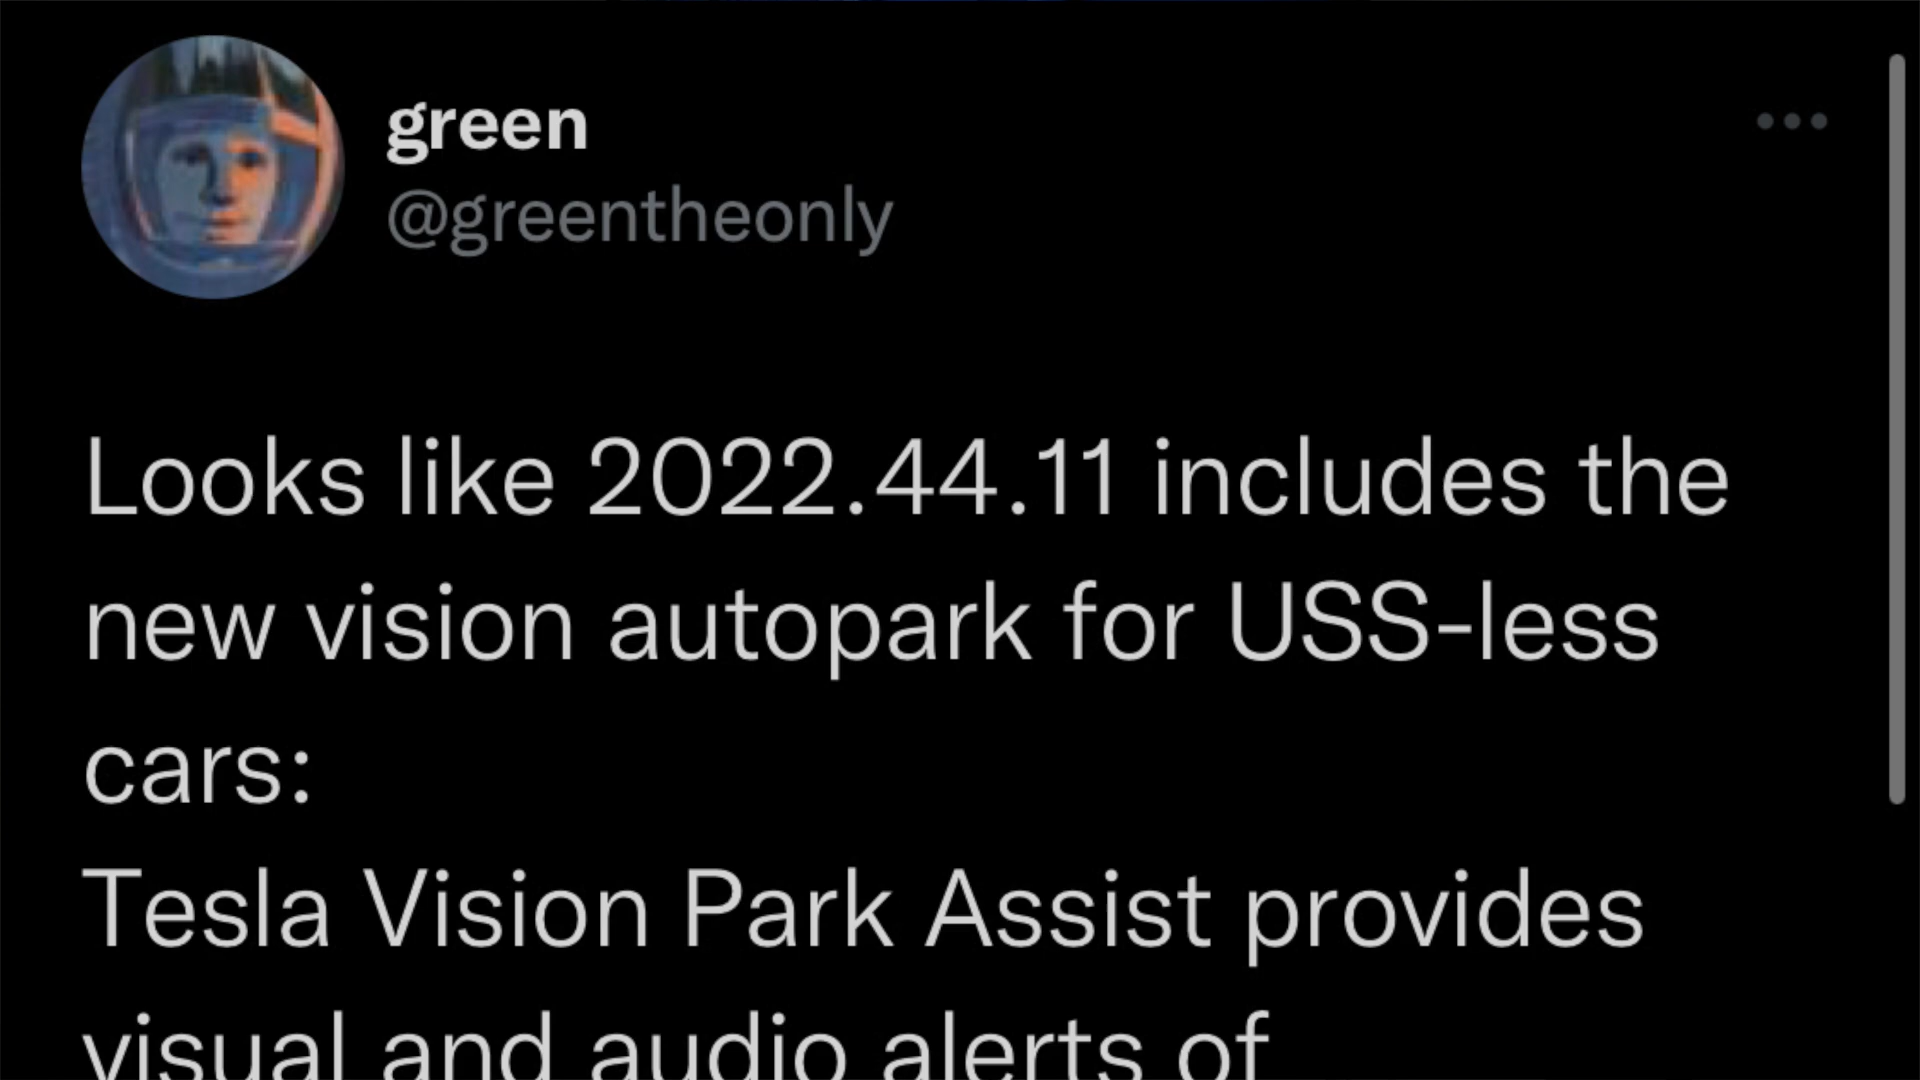 green
@greentheonly
Looks like 2022.44.11 includes the
new vision autopark for USS-less
cars:
Tesla Vision Park Assist provides
visual and audio alerts of